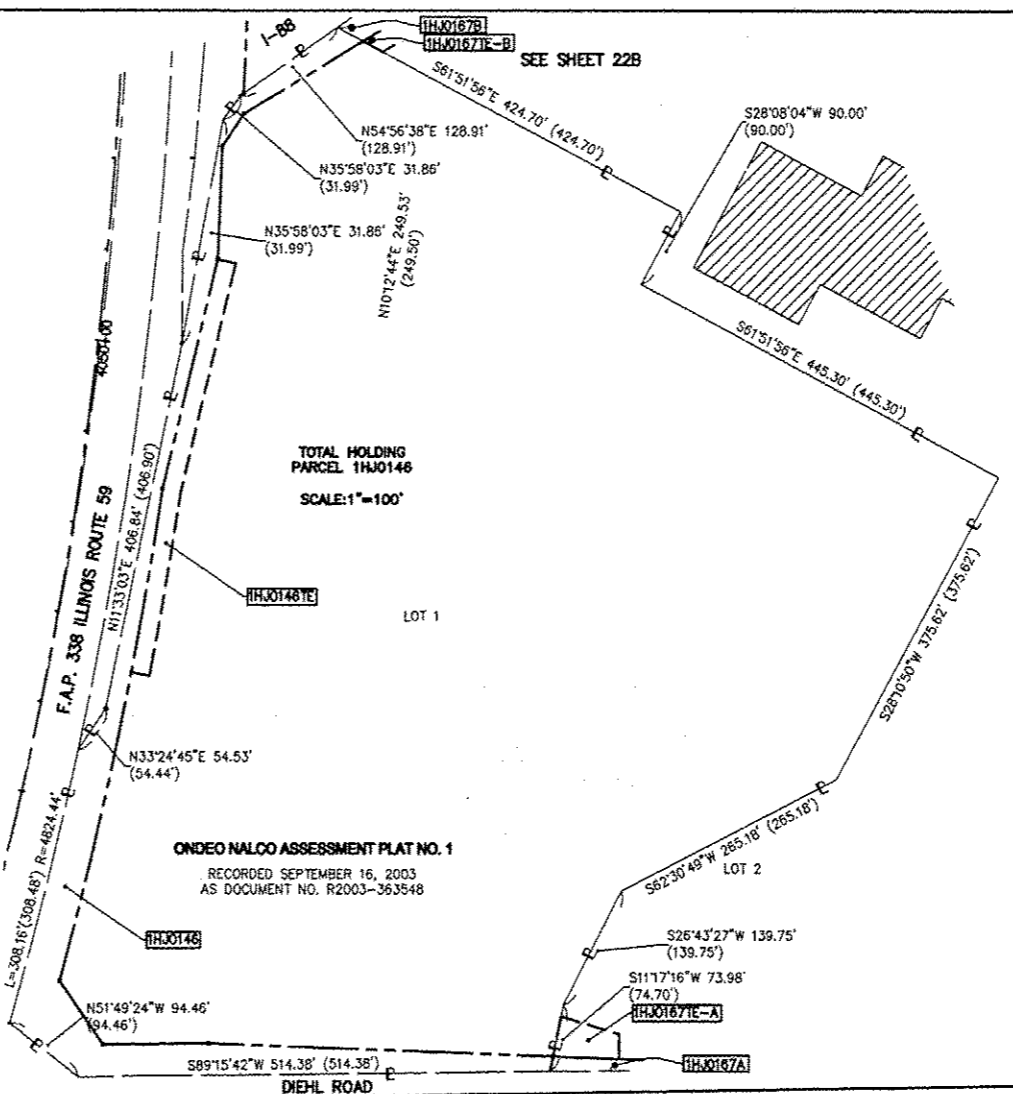 I-88
1HJ0167B
1HJ0167TE-B
SEE SHEET 22B
S61°51'56"E 424.70' (424.70')
S28°08'04"W 90.00'
(90.00')
N54°56'38"E 128.91'
(128.91')
N35°58'03"E 31.86'
(31.99')
N35°58'03"E 31.86'
(31.99')
N10°12'44"E 249.53'
(249.50')
S61°51'56"E 445.30' (445.30')
TOTAL HOLDING
PARCEL 1HJ0146
SCALE:1"=100'
F.A.P. 338 ILLINOIS ROUTE 59
N11°33'03"E 406.84' (406.90')
1HJ0146TE
LOT 1
S28°10'50"W 375.62' (375.62')
N33°24'45"E 54.53'
(54.44')
L=308.16'(308.48') R=4824.44'
ONDEO NALCO ASSESSMENT PLAT NO. 1
RECORDED SEPTEMBER 16, 2003
AS DOCUMENT NO. R2003-363548
S62°30'49"W 265.18' (265.18')
LOT 2
1HJ0146
S26°43'27"W 139.75'
(139.75')
S11°17'16"W 73.98'
(74.70')
1HJ0167TE-A
N51°49'24"W 94.46'
(94.46')
1HJ0167A
S89°15'42"W 514.38' (514.38')
DIEHL ROAD